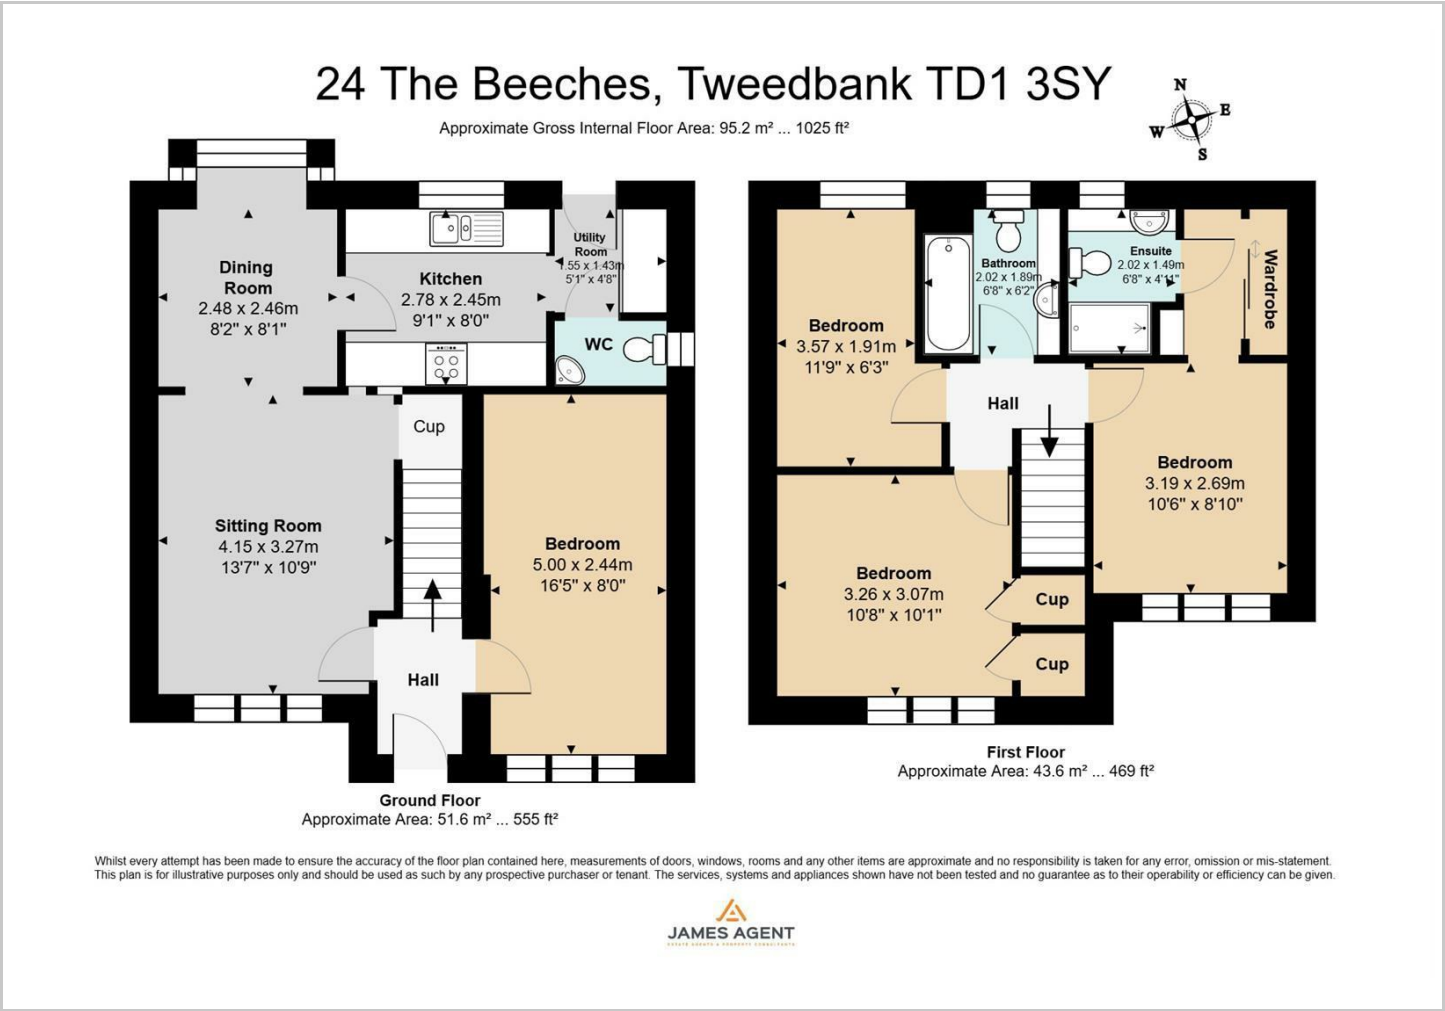 24 The Beeches, Tweedbank TD1 3SY
Approximate Gross Internal Floor Area: 95.2 m² ... 1025 ft²
N
E
W
S
Dining
Room
2.48 x 2.46m
8'2" x 8'1"
Kitchen
2.78 x 2.45m
9'1" x 8'0"
Utility
Room
1.55 x 1.43m
5'1" x 4'8"
WC
Cup
Sitting Room
4.15 x 3.27m
13'7" x 10'9"
Bedroom
5.00 x 2.44m
16'5" x 8'0"
Hall
Ground Floor
Approximate Area: 51.6 m² ... 555 ft²
Bedroom
3.57 x 1.91m
11'9" x 6'3"
Bathroom
2.02 x 1.89m
6'8" x 6'2"
Ensuite
2.02 x 1.49m
6'8" x 4'11"
Wardrobe
Hall
Bedroom
3.19 x 2.69m
10'6" x 8'10"
Bedroom
3.26 x 3.07m
10'8" x 10'1"
Cup
Cup
First Floor
Approximate Area: 43.6 m² ... 469 ft²
Whilst every attempt has been made to ensure the accuracy of the floor plan contained here, measurements of doors, windows, rooms and any other items are approximate and no responsibility is taken for any error, omission or mis-statement.
This plan is for illustrative purposes only and should be used as such by any prospective purchaser or tenant. The services, systems and appliances shown have not been tested and no guarantee as to their operability or efficiency can be given.
JAMES AGENT
ESTATE AGENTS & PROPERTY CONSULTANTS